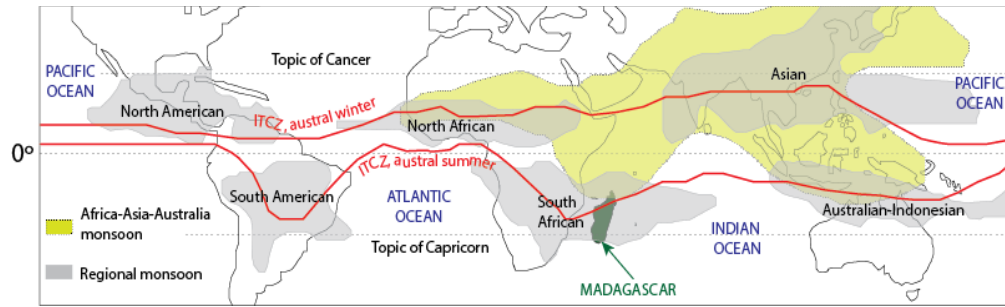 PACIFIC
OCEAN
Topic of Cancer
Asian
PACIFIC
OCEAN
North American
ITCZ, austral winter
North African
0º
ITCZ, austral summer
South American
ATLANTIC
OCEAN
South
African
Australian-Indonesian
Africa-Asia-Australia
monsoon
Topic of Capricorn
INDIAN
OCEAN
Regional monsoon
MADAGASCAR